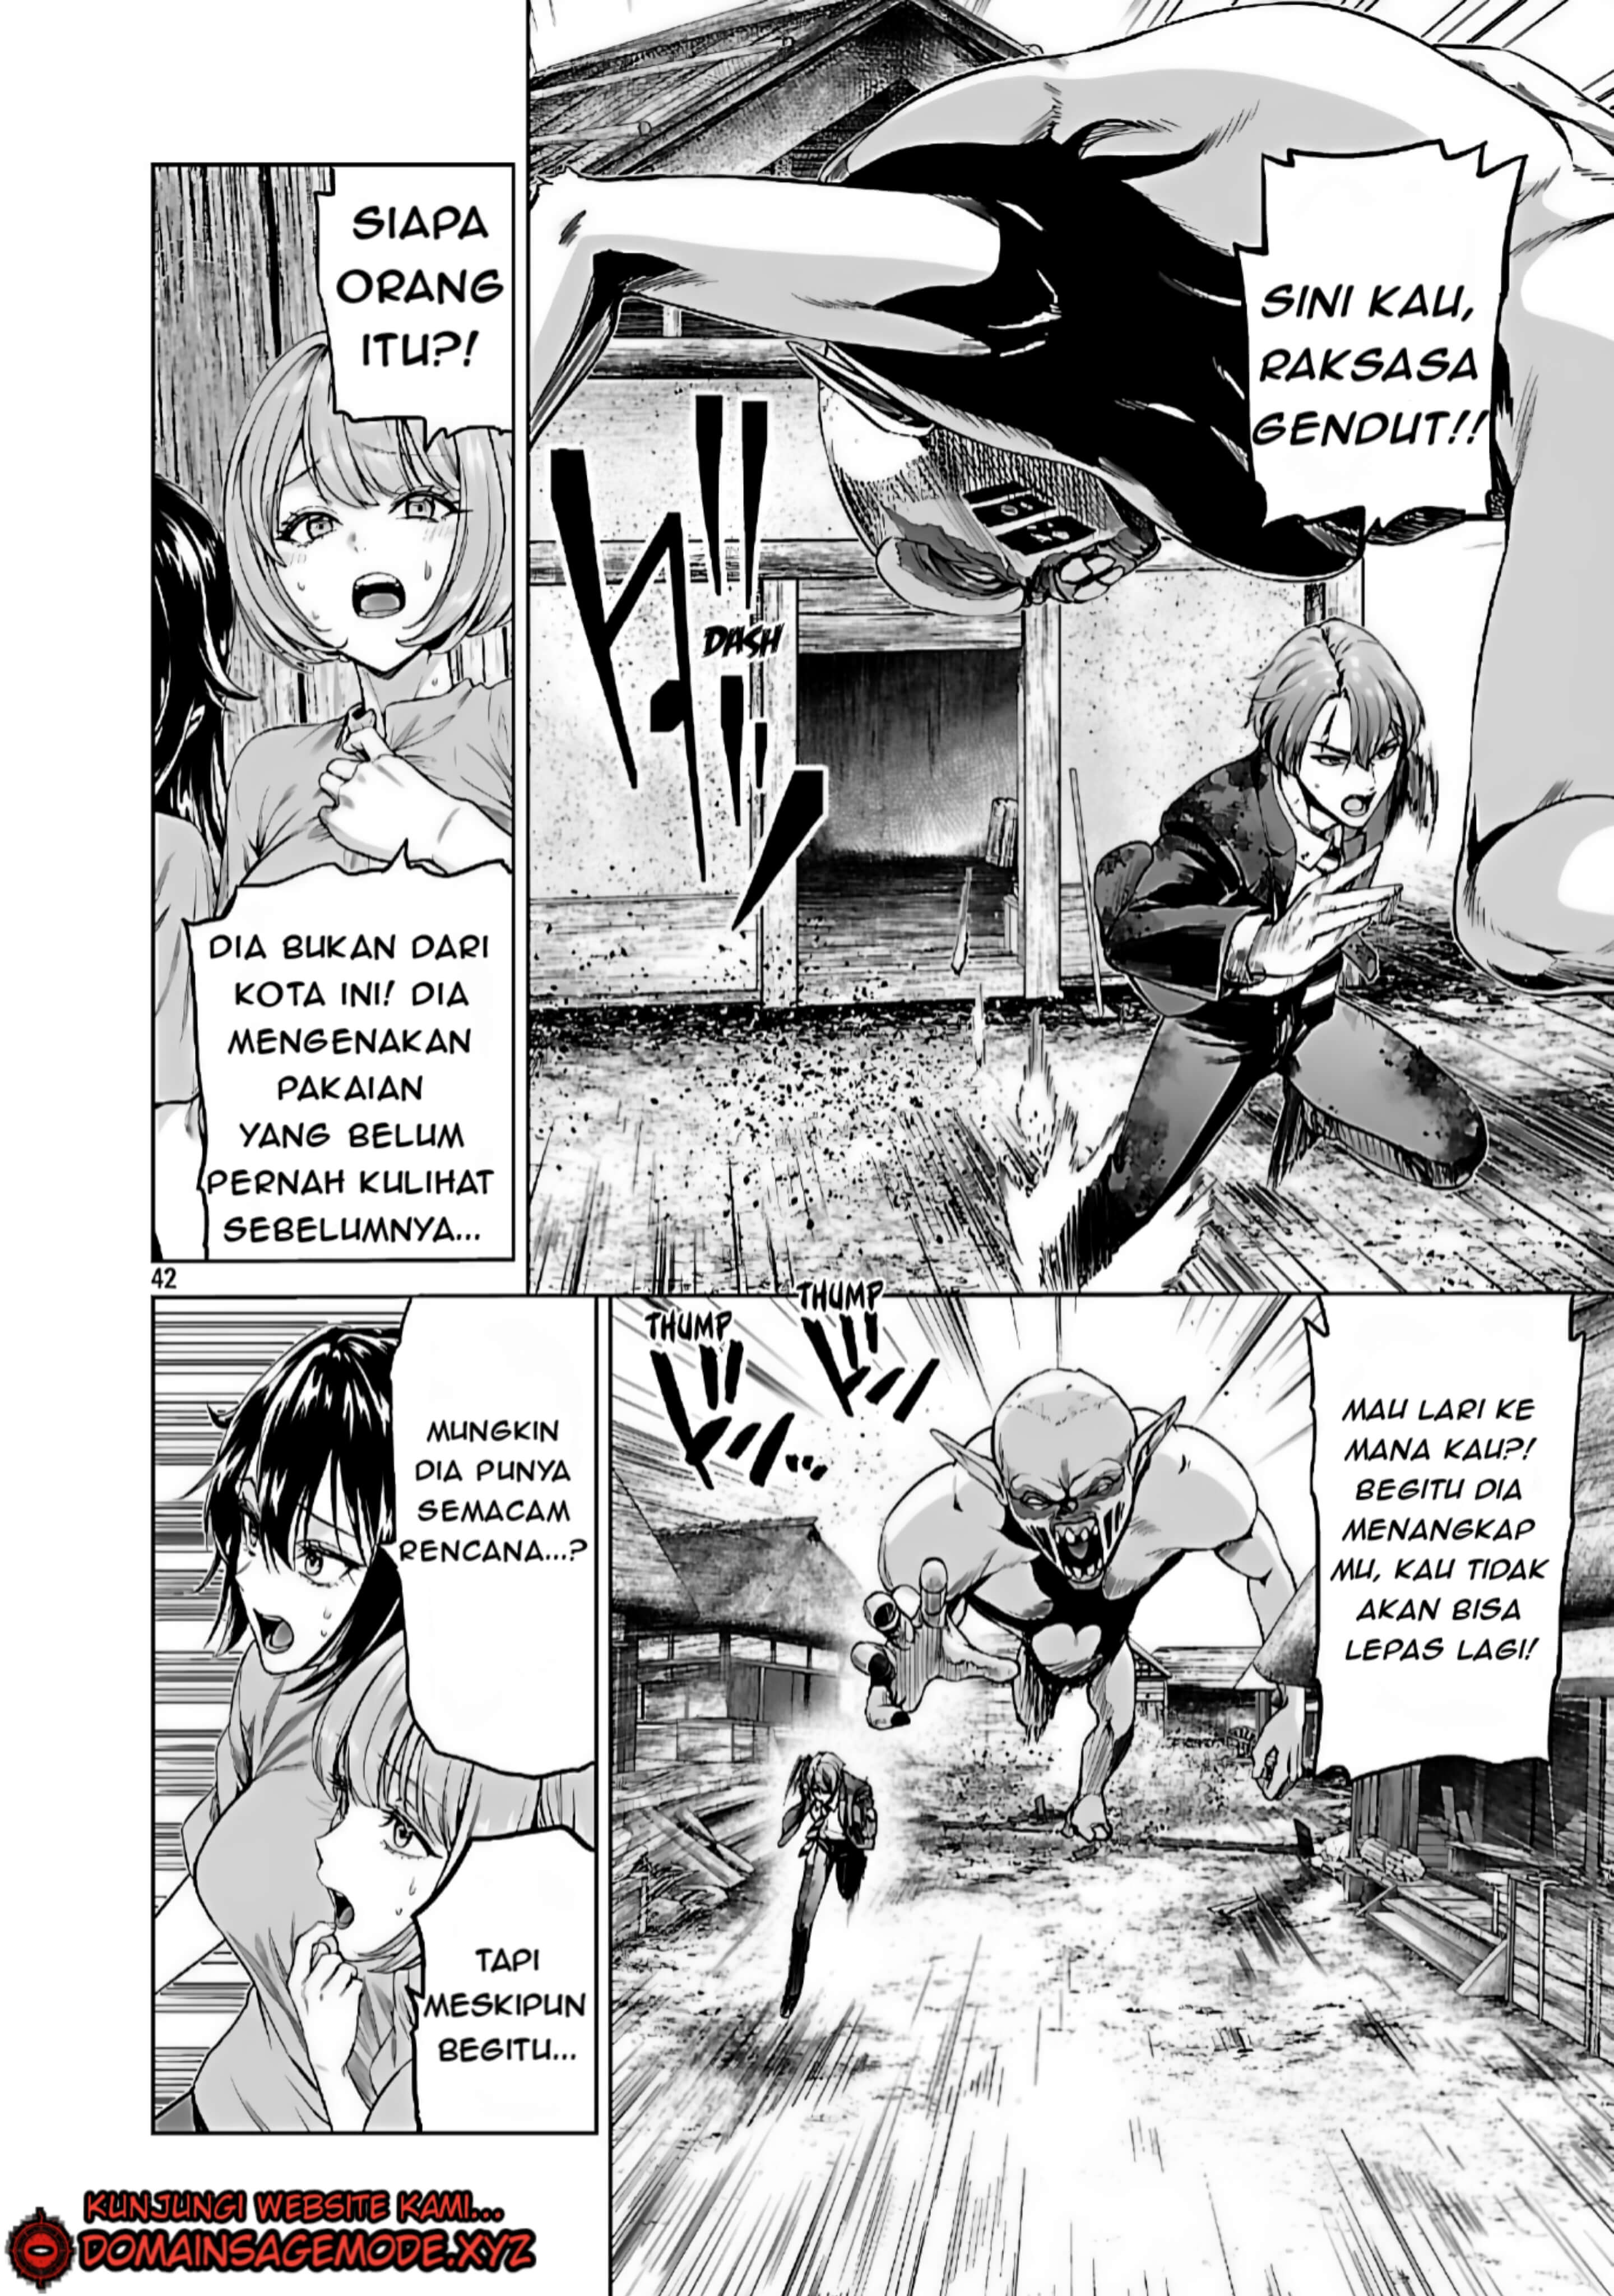 SINI KAU,
RAKSASA
GENDUT!!
DASH
SIAPA
ORANG
ITU?!
DIA BUKAN DARI
KOTA INI! DIA
MENGENAKAN
PAKAIAN
YANG BELUM
PERNAH KULIHAT
SEBELUMNYA...
42
MAU LARI KE
MANA KAU?!
BEGITU DIA
MENANGKAP
MU, KAU TIDAK
AKAN BISA
LEPAS LAGI!
THUMP
THUMP
MUNGKIN
DIA PUNYA
SEMACAM
RENCANA...?
TAPI
MESKIPUN
BEGITU...
KUNJUNGI WEBSITE KAMI...
DOMAINSAGEMODE.XYZ